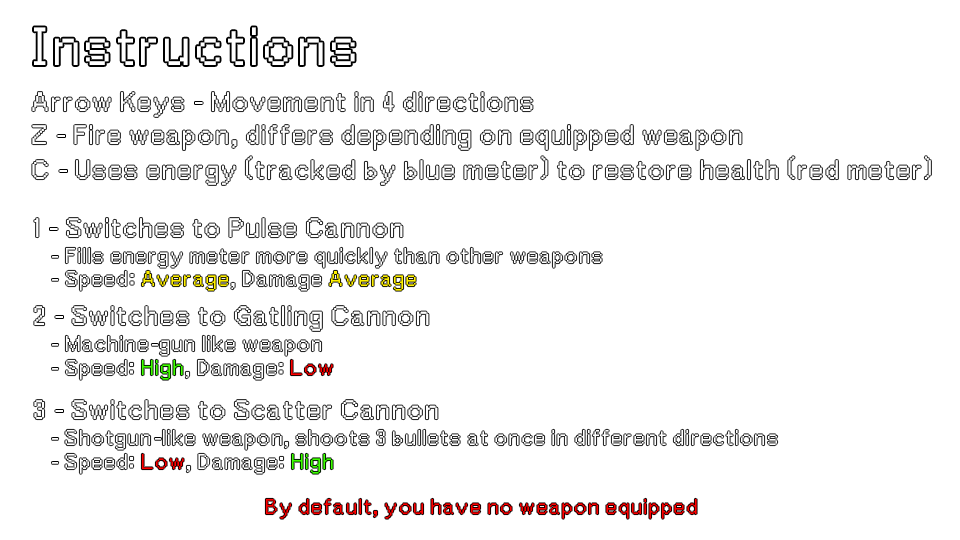 Instructions
Arrow Keys - Movement in 4 directions
Z - Fire weapon, differs depending on equipped weapon
C - Uses energy (tracked by blue meter) to restore health (red meter)
1 - Switches to Pulse Cannon
- Fills energy meter more quickly than other weapons
- Speed: Average, Damage Average
2 - Switches to Gatling Cannon
- Machine-gun like weapon
- Speed: High, Damage: Low
3 - Switches to Scatter Cannon
- Shotgun-like weapon, shoots 3 bullets at once in different directions
- Speed: Low, Damage: High
By default, you have no weapon equipped